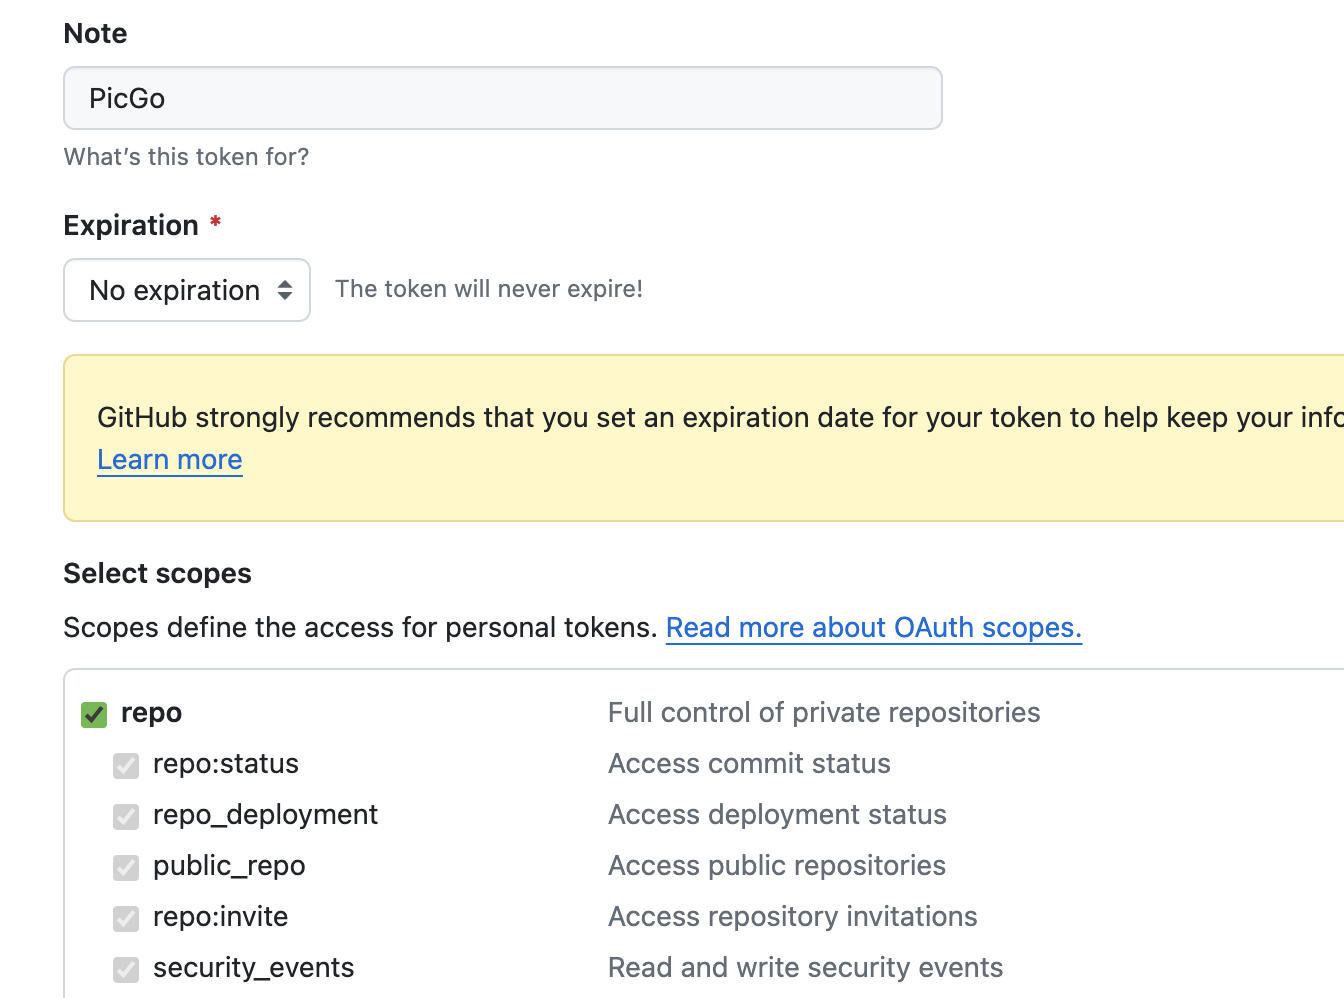 Note
PicGo
What's this token for?
Expiration *
No expiration The token will never expire!
GitHub strongly recommends that you set an expiration date for your token to help keep your
Learn more
Select scopes
Scopes define the access for personal tokens. Read more about OAuth scopes.
repo Full control of private repositories
repo:status Access commit status
repo_deployment Access deployment status
public_repo Access public repositories
repo:invite Access repository invitations
security_events Read and write security events